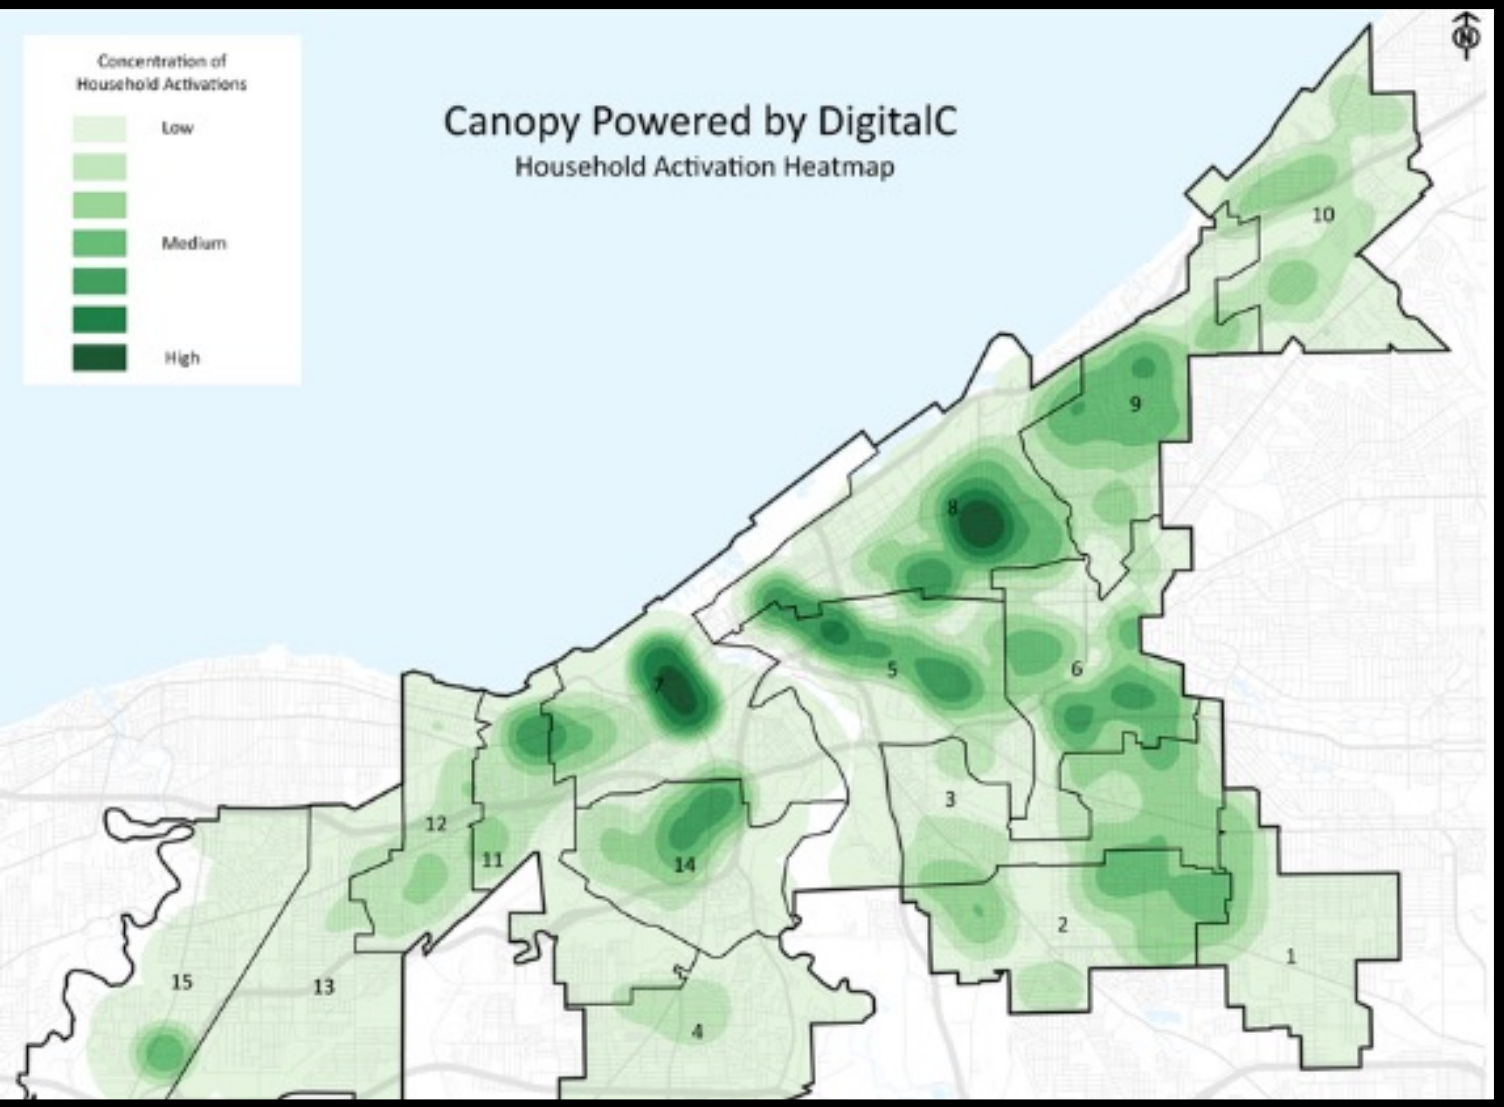 Concentration of
Household Activations
Low
Medium
High
Canopy Powered by DigitalC
Household Activation Heatmap
N
10
9
8
7
5
6
3
12
11
14
2
1
15
13
4